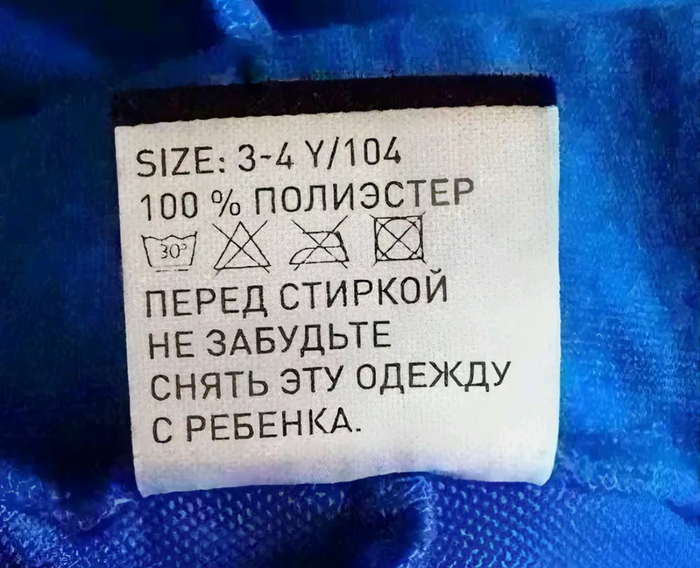 SIZE: 3-4 Y/104
100 % ПОЛИЭСТЕР
30°
ПЕРЕД СТИРКОЙ
НЕ ЗАБУДЬТЕ
СНЯТЬ ЭТУ ОДЕЖДУ
С РЕБЕНКА.